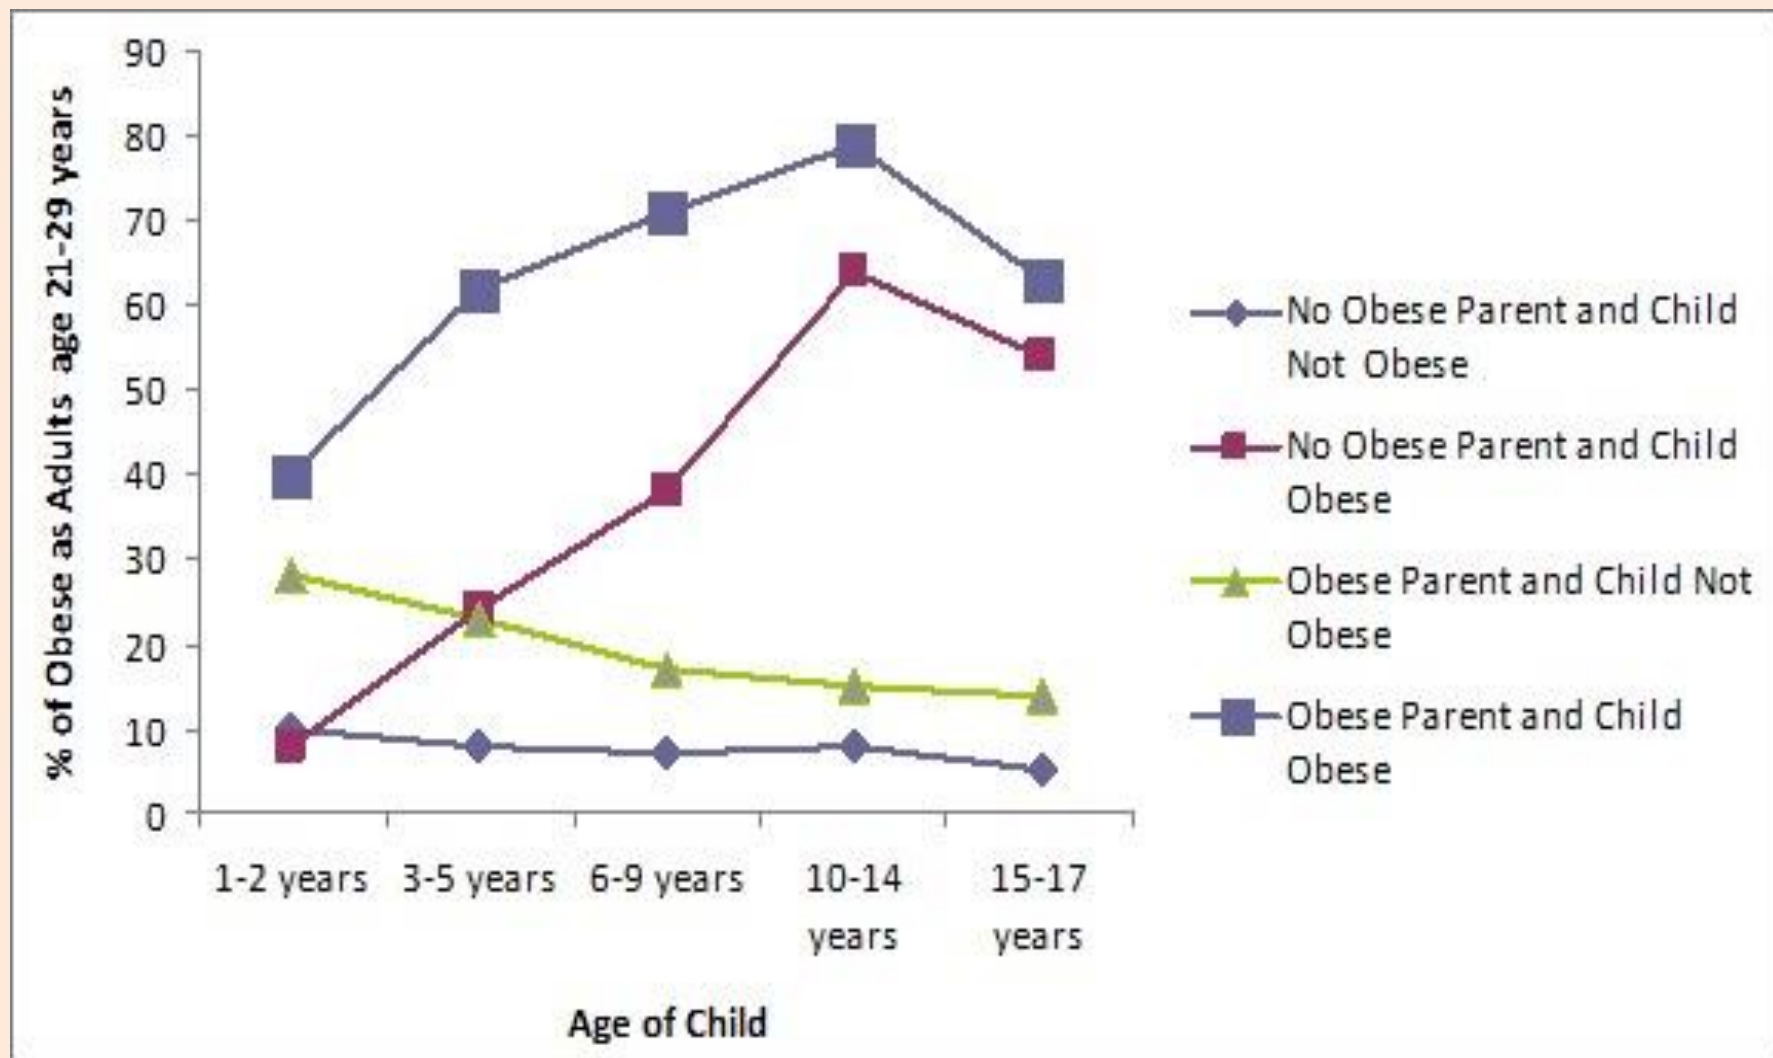 % of Obese as Adults age 21-29 years
90
80
70
60
50
40
30
20
10
0
1-2 years 3-5 years 6-9 years 10-14 years 15-17 years
Age of Child
No Obese Parent and Child
Not Obese
No Obese Parent and Child
Obese
Obese Parent and Child Not
Obese
Obese Parent and Child
Obese